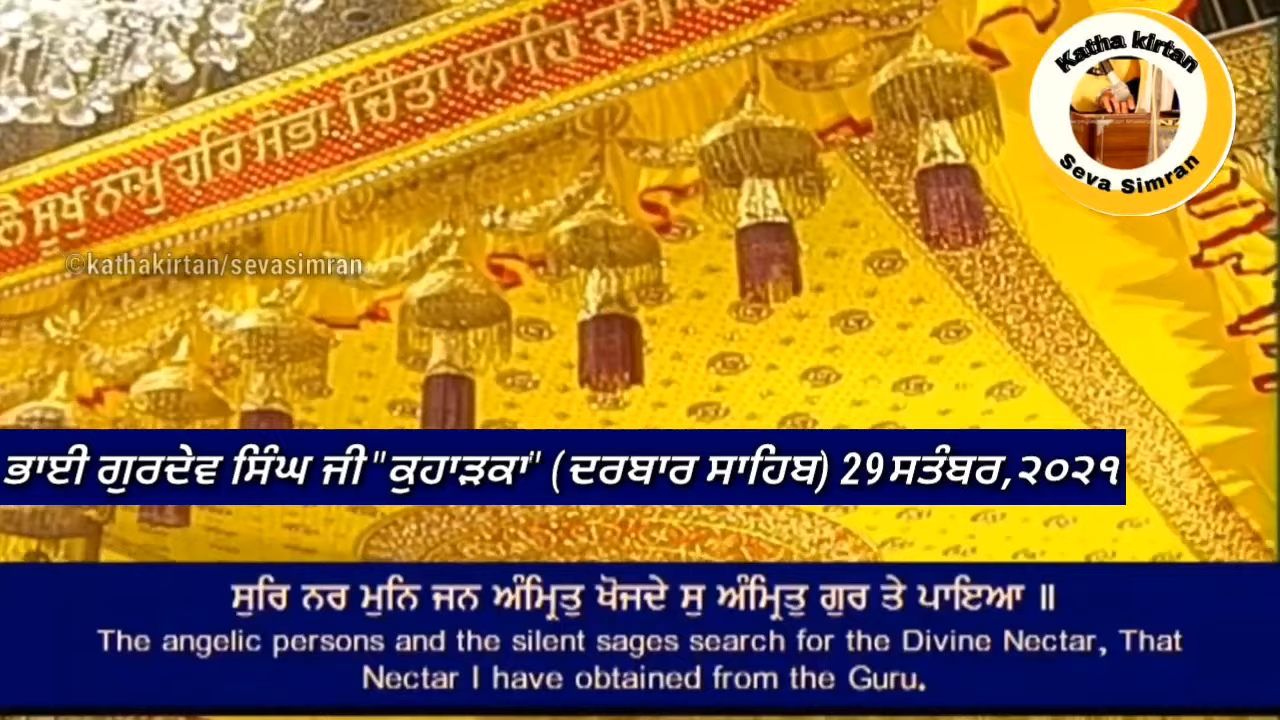 ਸੁਖੁ ਨਾਮੁ ਹਰਿ ਸੋਭਾ ਚਿੰਤਾ ਲਾਹਿ
Katha kirtan
Seva Simran
©kathakirtan/sevasimran
ਭਾਈ ਗੁਰਦੇਵ ਸਿੰਘ ਜੀ "ਕੁਹਾੜਕਾ" (ਦਰਬਾਰ ਸਾਹਿਬ) 29 ਸਤੰਬਰ,੨੦੨੧
ਸੁਰਿ ਨਰ ਮੁਨਿ ਜਨ ਅੰਮ੍ਰਿਤੁ ਖੋਜਦੇ ਸੁ ਅੰਮ੍ਰਿਤੁ ਗੁਰ ਤੇ ਪਾਇਆ ॥
The angelic persons and the silent sages search for the Divine Nectar, That
Nectar I have obtained from the Guru.